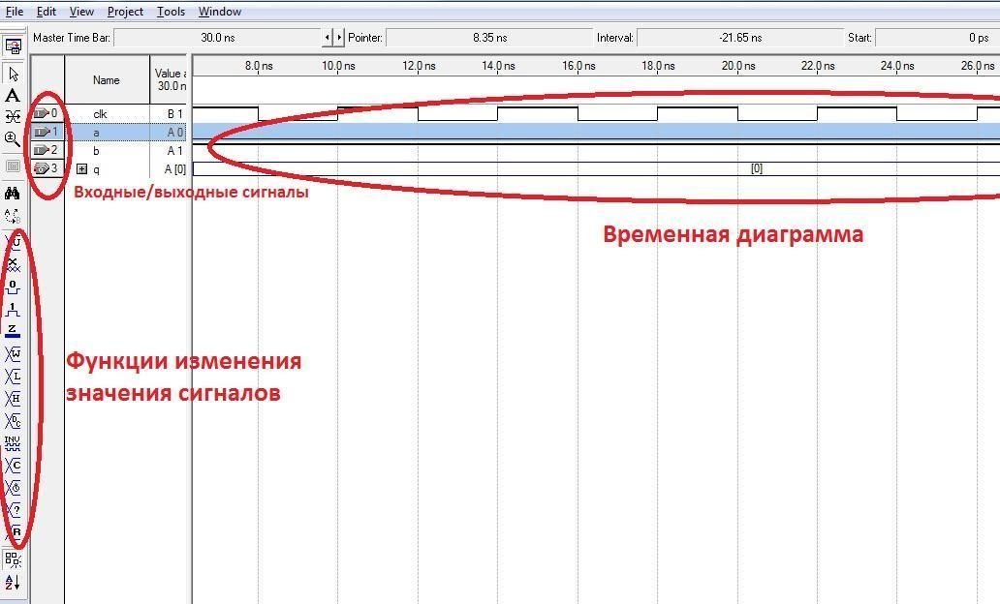 File Edit View Project Tools Window
Master Time Bar: 30.0 ns Pointer: 8.35 ns Interval: -21.65 ns Start: 0 ps
8.0 ns 10.0 ns 12.0 ns 14.0 ns 16.0 ns 18.0 ns 20.0 ns 22.0 ns 24.0 ns 26.0 ns
Name Value 30.0 n
A
0 clk B 1
1 a A 0
2 b A 1
3 q A [0] [0]
Входные/выходные сигналы
Временная диаграмма
Функции изменения
значения сигналов
U
X
0
1
Z
W
L
H
DC
INV
C
?
R
A
Z